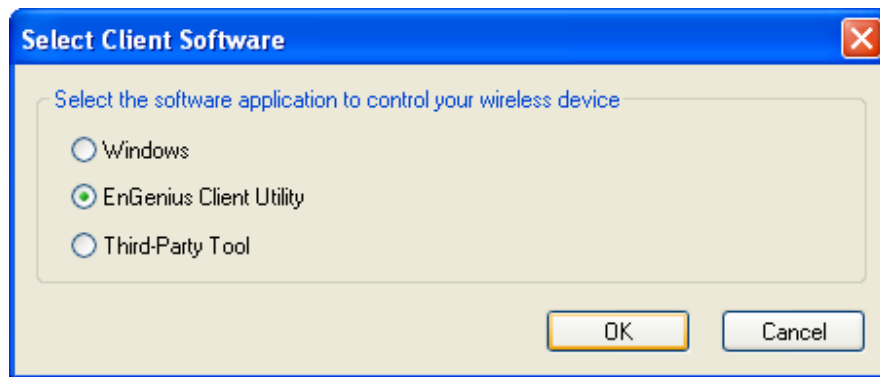 Select Client Software
Select the software application to control your wireless device
Windows
EnGenius Client Utility
Third-Party Tool
OK Cancel